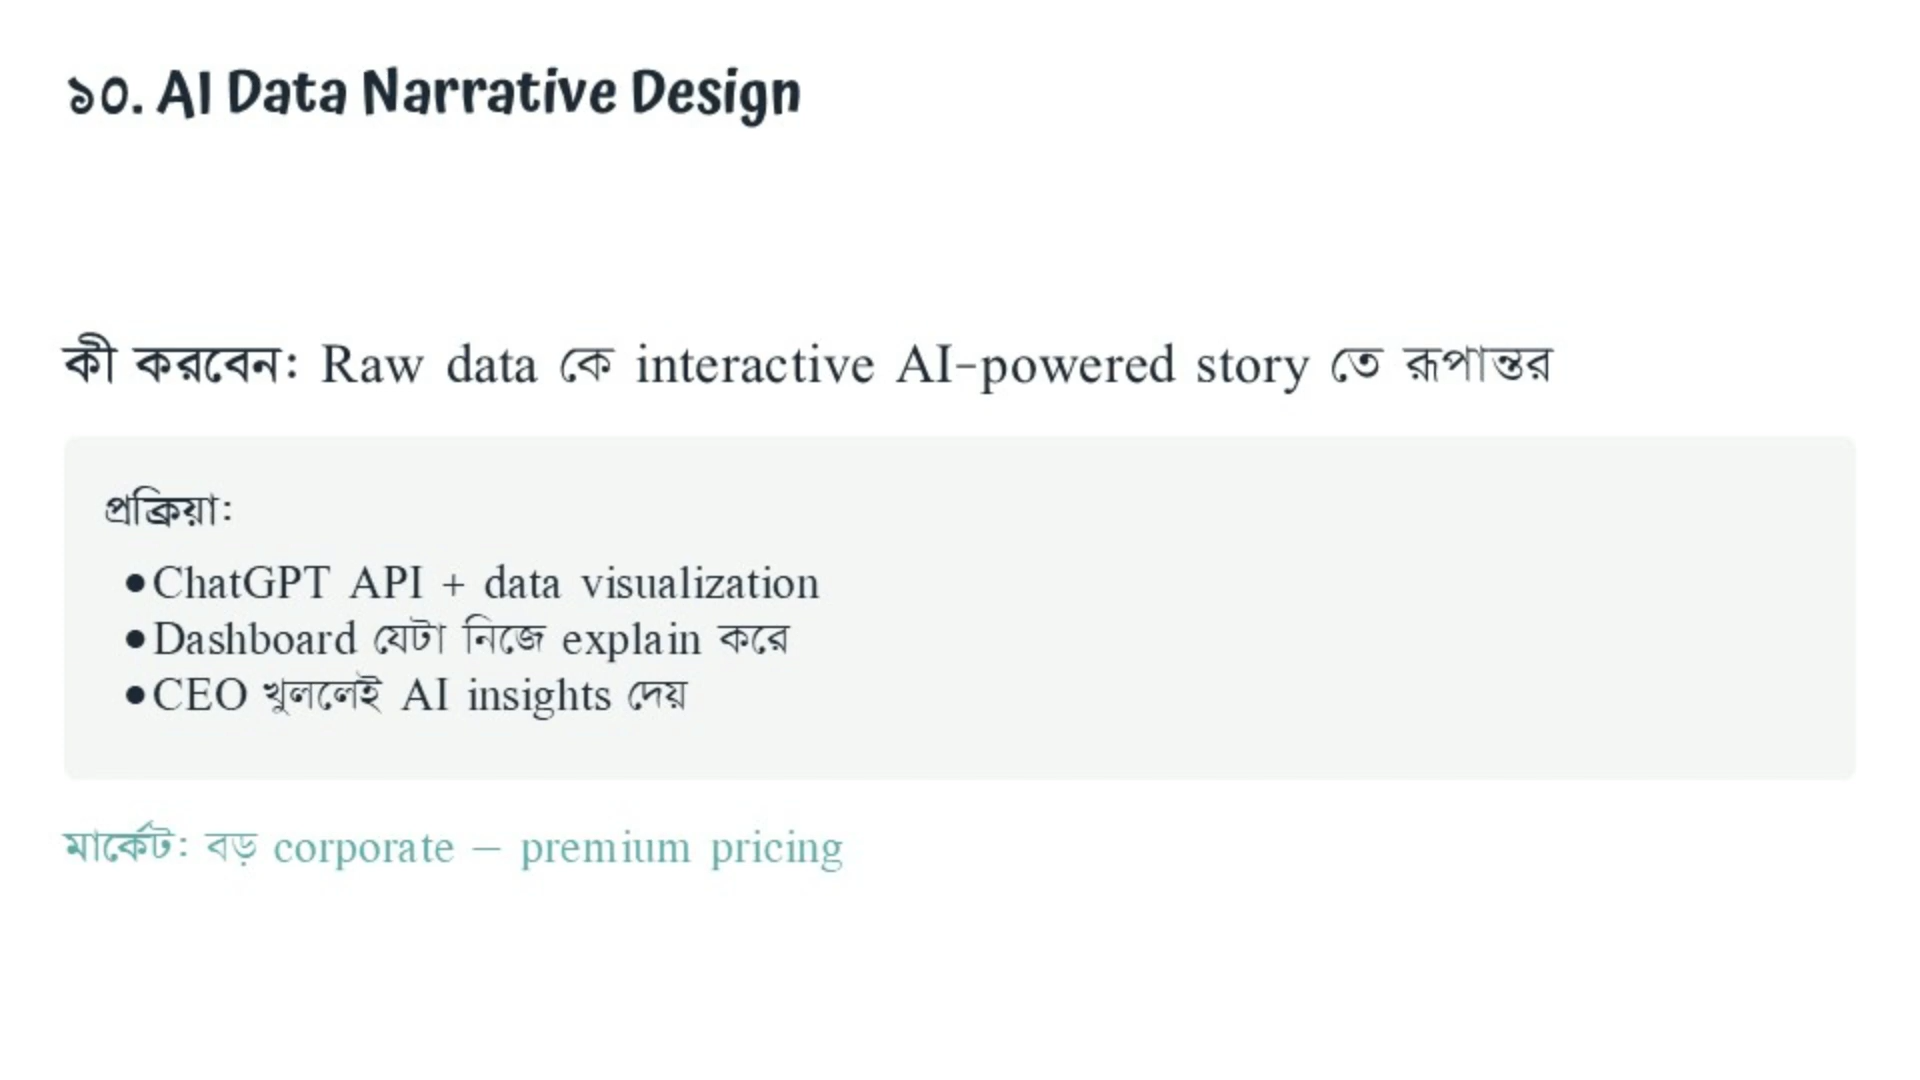 ১০. AI Data Narrative Design
কী করবেন: Raw data কে interactive AI-powered story তে রূপান্তর
প্রক্রিয়া:
●ChatGPT API + data visualization
●Dashboard যেটা নিজে explain করে
●CEO খুললেই AI insights দেয়
মার্কেট: বড় corporate – premium pricing